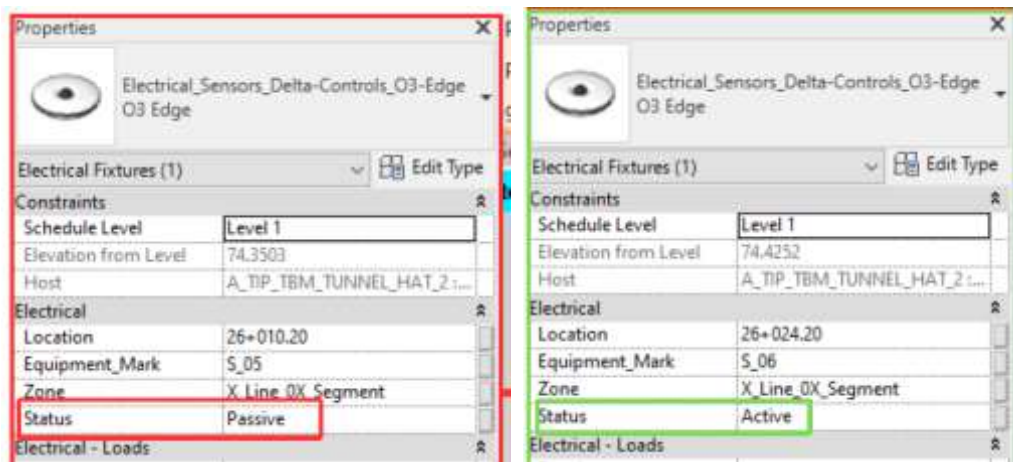 Properties
Electrical_Sensors_Delta-Controls_O3-Edge
O3 Edge
Electrical Fixtures (1)
Edit Type
Constraints
Schedule Level Level 1
Elevation from Level 74.3503
Host A_TIP_TBM_TUNNEL_HAT_2 :...
Electrical
Location 26+010.20
Equipment_Mark S_05
Zone X_Line_0X_Segment
Status Passive
Electrical - Loads
Properties
Electrical_Sensors_Delta-Controls_O3-Edge
O3 Edge
Electrical Fixtures (1)
Edit Type
Constraints
Schedule Level Level 1
Elevation from Level 74.4252
Host A_TIP_TBM_TUNNEL_HAT_2 :...
Electrical
Location 26+024.20
Equipment_Mark S_06
Zone X_Line_0X_Segment
Status Active
Electrical - Loads